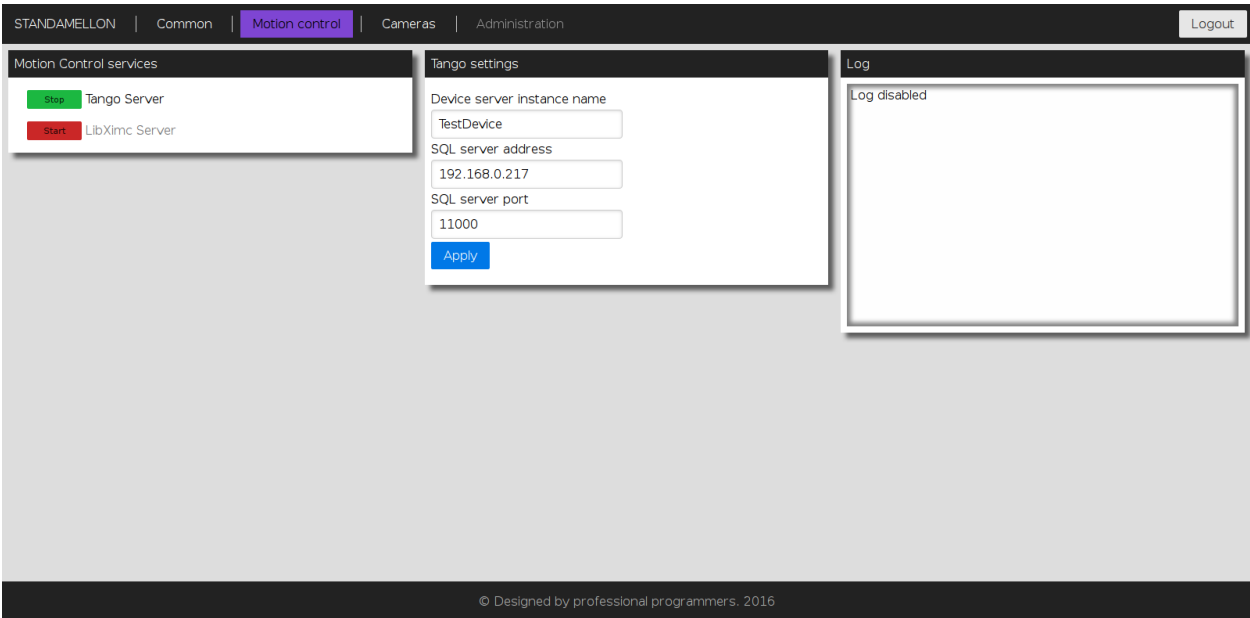 STANDAMELLON Common Motion control Cameras Administration Logout
Motion Control services
Stop Tango Server
Start LibXimc Server
Tango settings
Device server instance name
TestDevice
SQL server address
192.168.0.217
SQL server port
11000
Apply
Log
Log disabled
© Designed by professional programmers. 2016